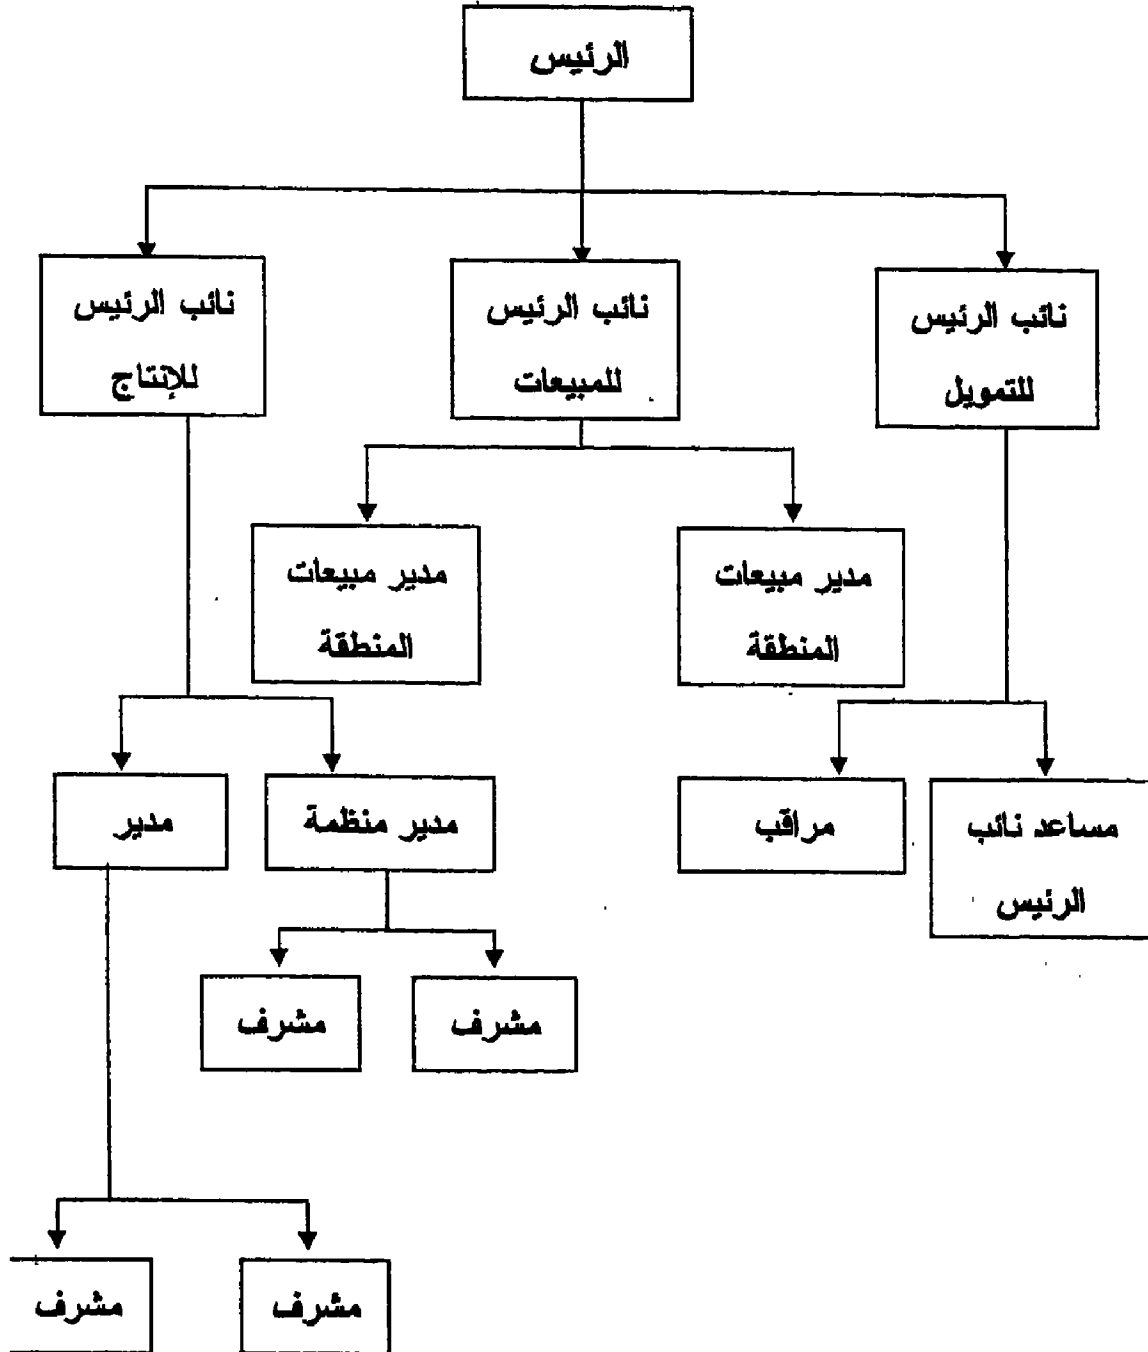 الرئيس
نائب الرئيس
للتمويل
نائب الرئيس
للمبيعات
نائب الرئيس
للإنتاج
مدير مبيعات
المنطقة
مدير مبيعات
المنطقة
مساعد نائب
الرئيس
مراقب
مدير منظمة
مدير
مشرف
مشرف
مشرف
مشرف